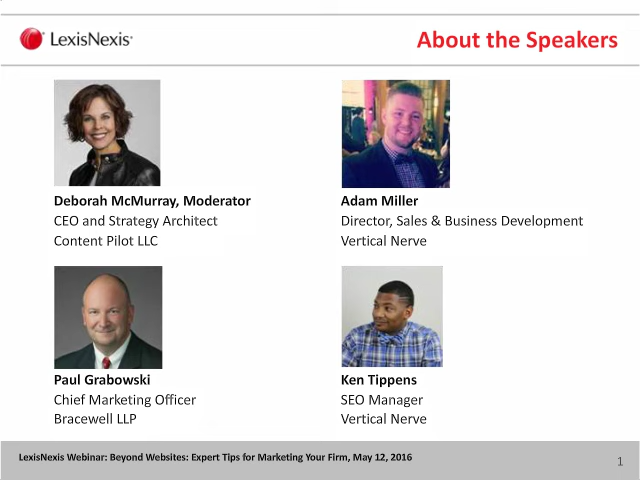 LexisNexis®
About the Speakers
Deborah McMurray, Moderator
CEO and Strategy Architect
Content Pilot LLC
Adam Miller
Director, Sales & Business Development
Vertical Nerve
Paul Grabowski
Chief Marketing Officer
Bracewell LLP
Ken Tippens
SEO Manager
Vertical Nerve
LexisNexis Webinar: Beyond Websites: Expert Tips for Marketing Your Firm, May 12, 2016
1